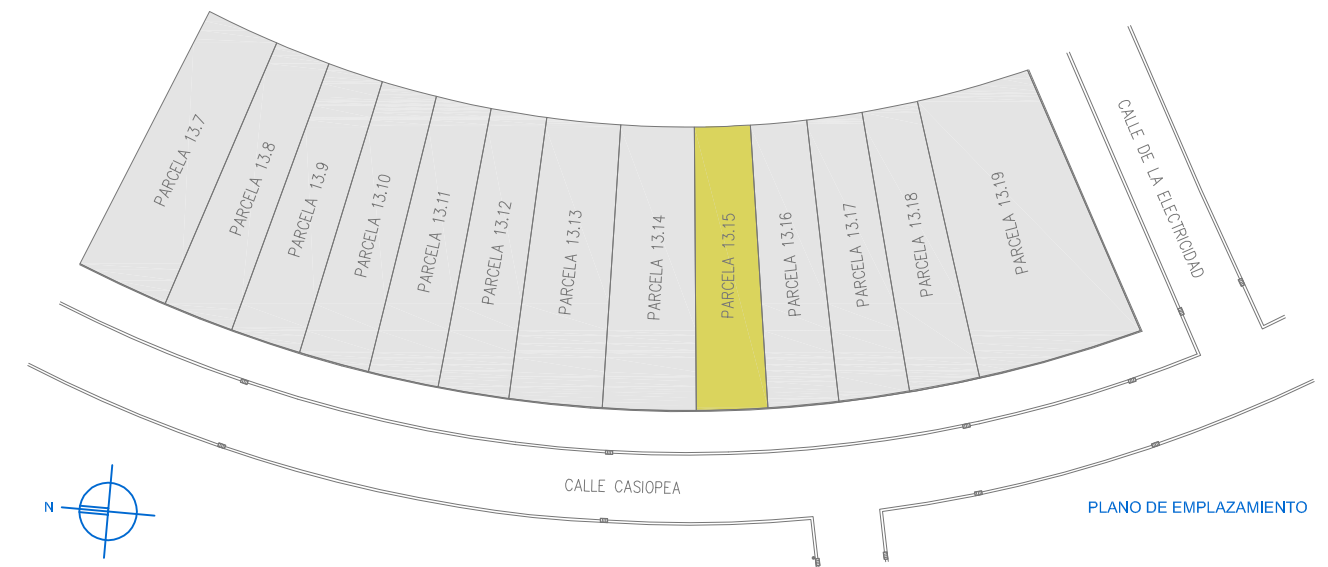 PARCELA 13.7
PARCELA 13.8
PARCELA 13.9
PARCELA 13.10
PARCELA 13.11
PARCELA 13.12
PARCELA 13.13
PARCELA 13.14
PARCELA 13.15
PARCELA 13.16
PARCELA 13.17
PARCELA 13.18
PARCELA 13.19
CALLE DE LA ELECTRICIDAD
CALLE CASIOPEA
N
PLANO DE EMPLAZAMIENTO